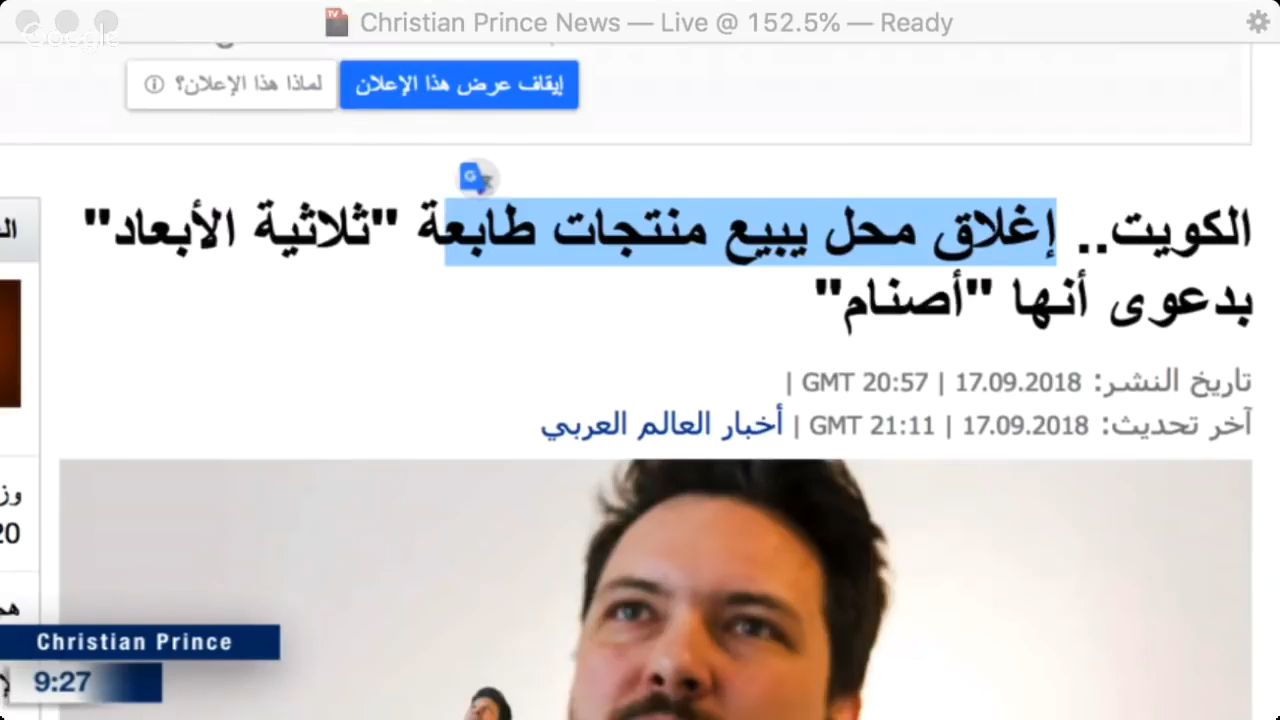 Christian Prince News — Live @ 152.5% — Ready
Google
إيقاف عرض هذا الإعلان
لماذا هذا الإعلان؟
الكويت.. إغلاق محل يبيع منتجات طابعة "ثلاثية الأبعاد"
بدعوى أنها "أصنام"
تاريخ النشر: 17.09.2018 | 20:57 GMT |
آخر تحديث: 17.09.2018 | 21:11 GMT | أخبار العالم العربي
Christian Prince
9:27